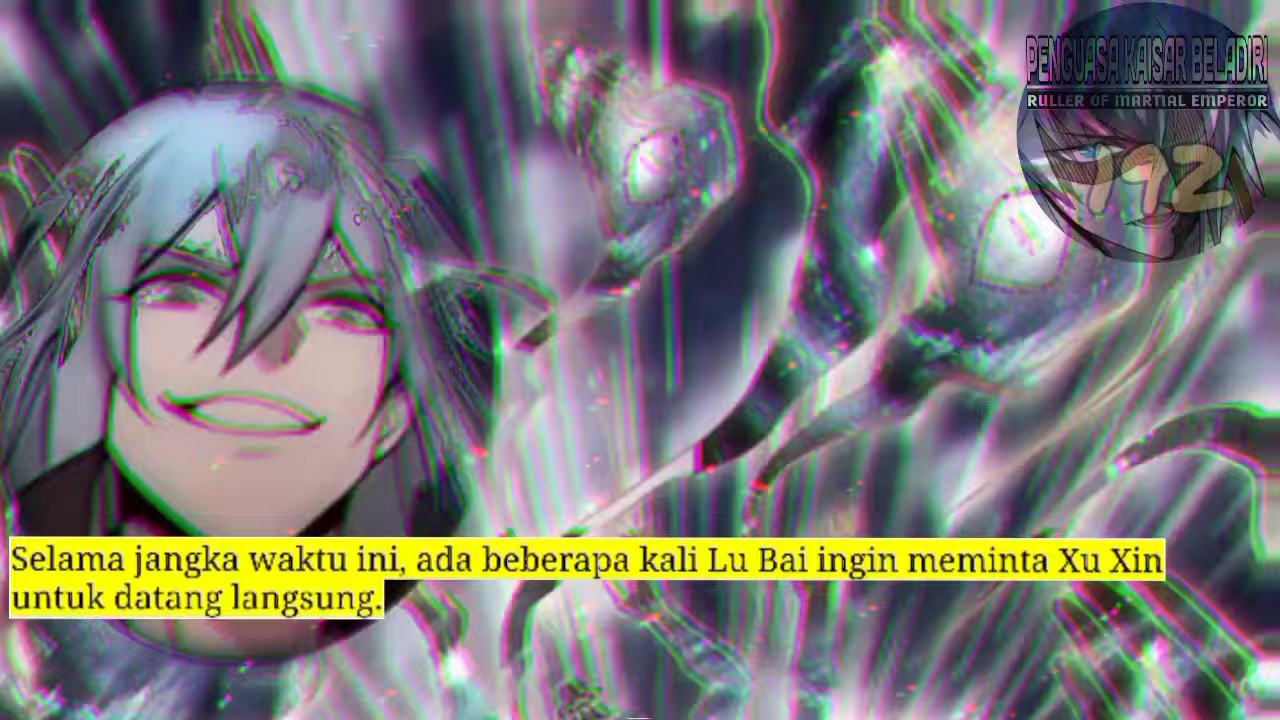 PENGUASA KAISAR BELADIRI
RULLER OF MARTIAL EMPEROR
792
Selama jangka waktu ini, ada beberapa kali Lu Bai ingin meminta Xu Xin
untuk datang langsung.